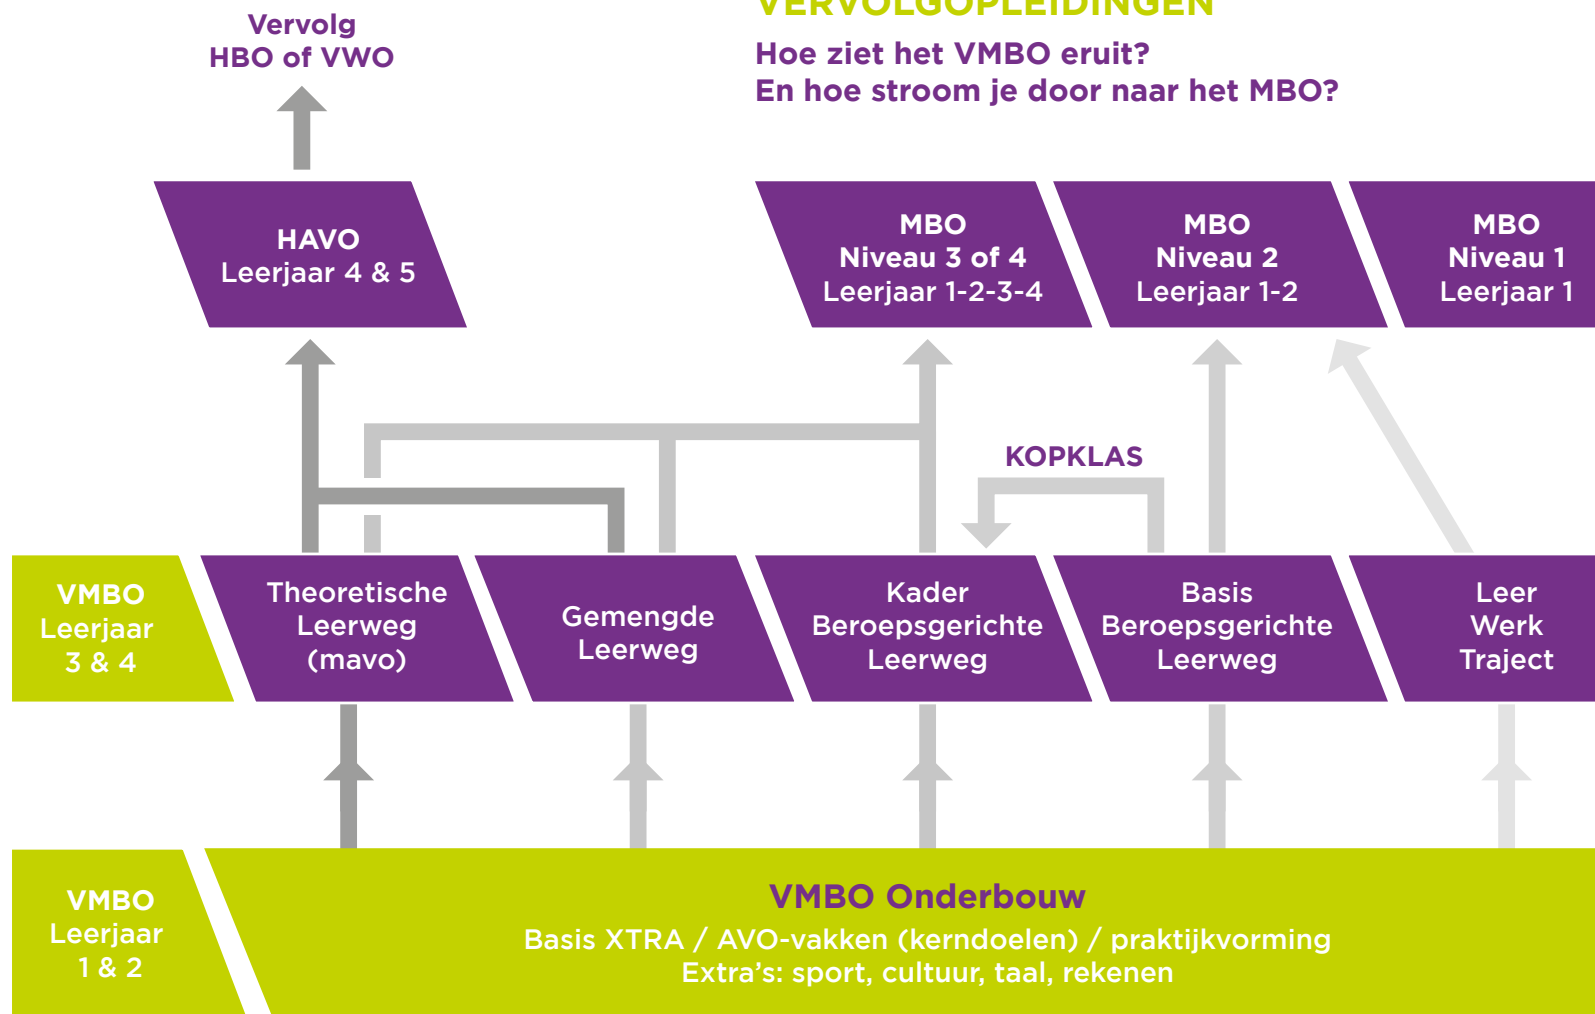 VERVOLGOPLEIDINGEN
Hoe ziet het VMBO eruit?
En hoe stroom je door naar het MBO?
Vervolg
HBO of VWO
HAVO
Leerjaar 4 & 5
MBO
Niveau 3 of 4
Leerjaar 1-2-3-4
MBO
Niveau 2
Leerjaar 1-2
MBO
Niveau 1
Leerjaar 1
KOPKLAS
VMBO
Leerjaar
3 & 4
Theoretische
Leerweg
(mavo)
Gemengde
Leerweg
Kader
Beroepsgerichte
Leerweg
Basis
Beroepsgerichte
Leerweg
Leer
Werk
Traject
VMBO
Leerjaar
1 & 2
VMBO Onderbouw
Basis XTRA / AVO-vakken (kerndoelen) / praktijkvorming
Extra's: sport, cultuur, taal, rekenen